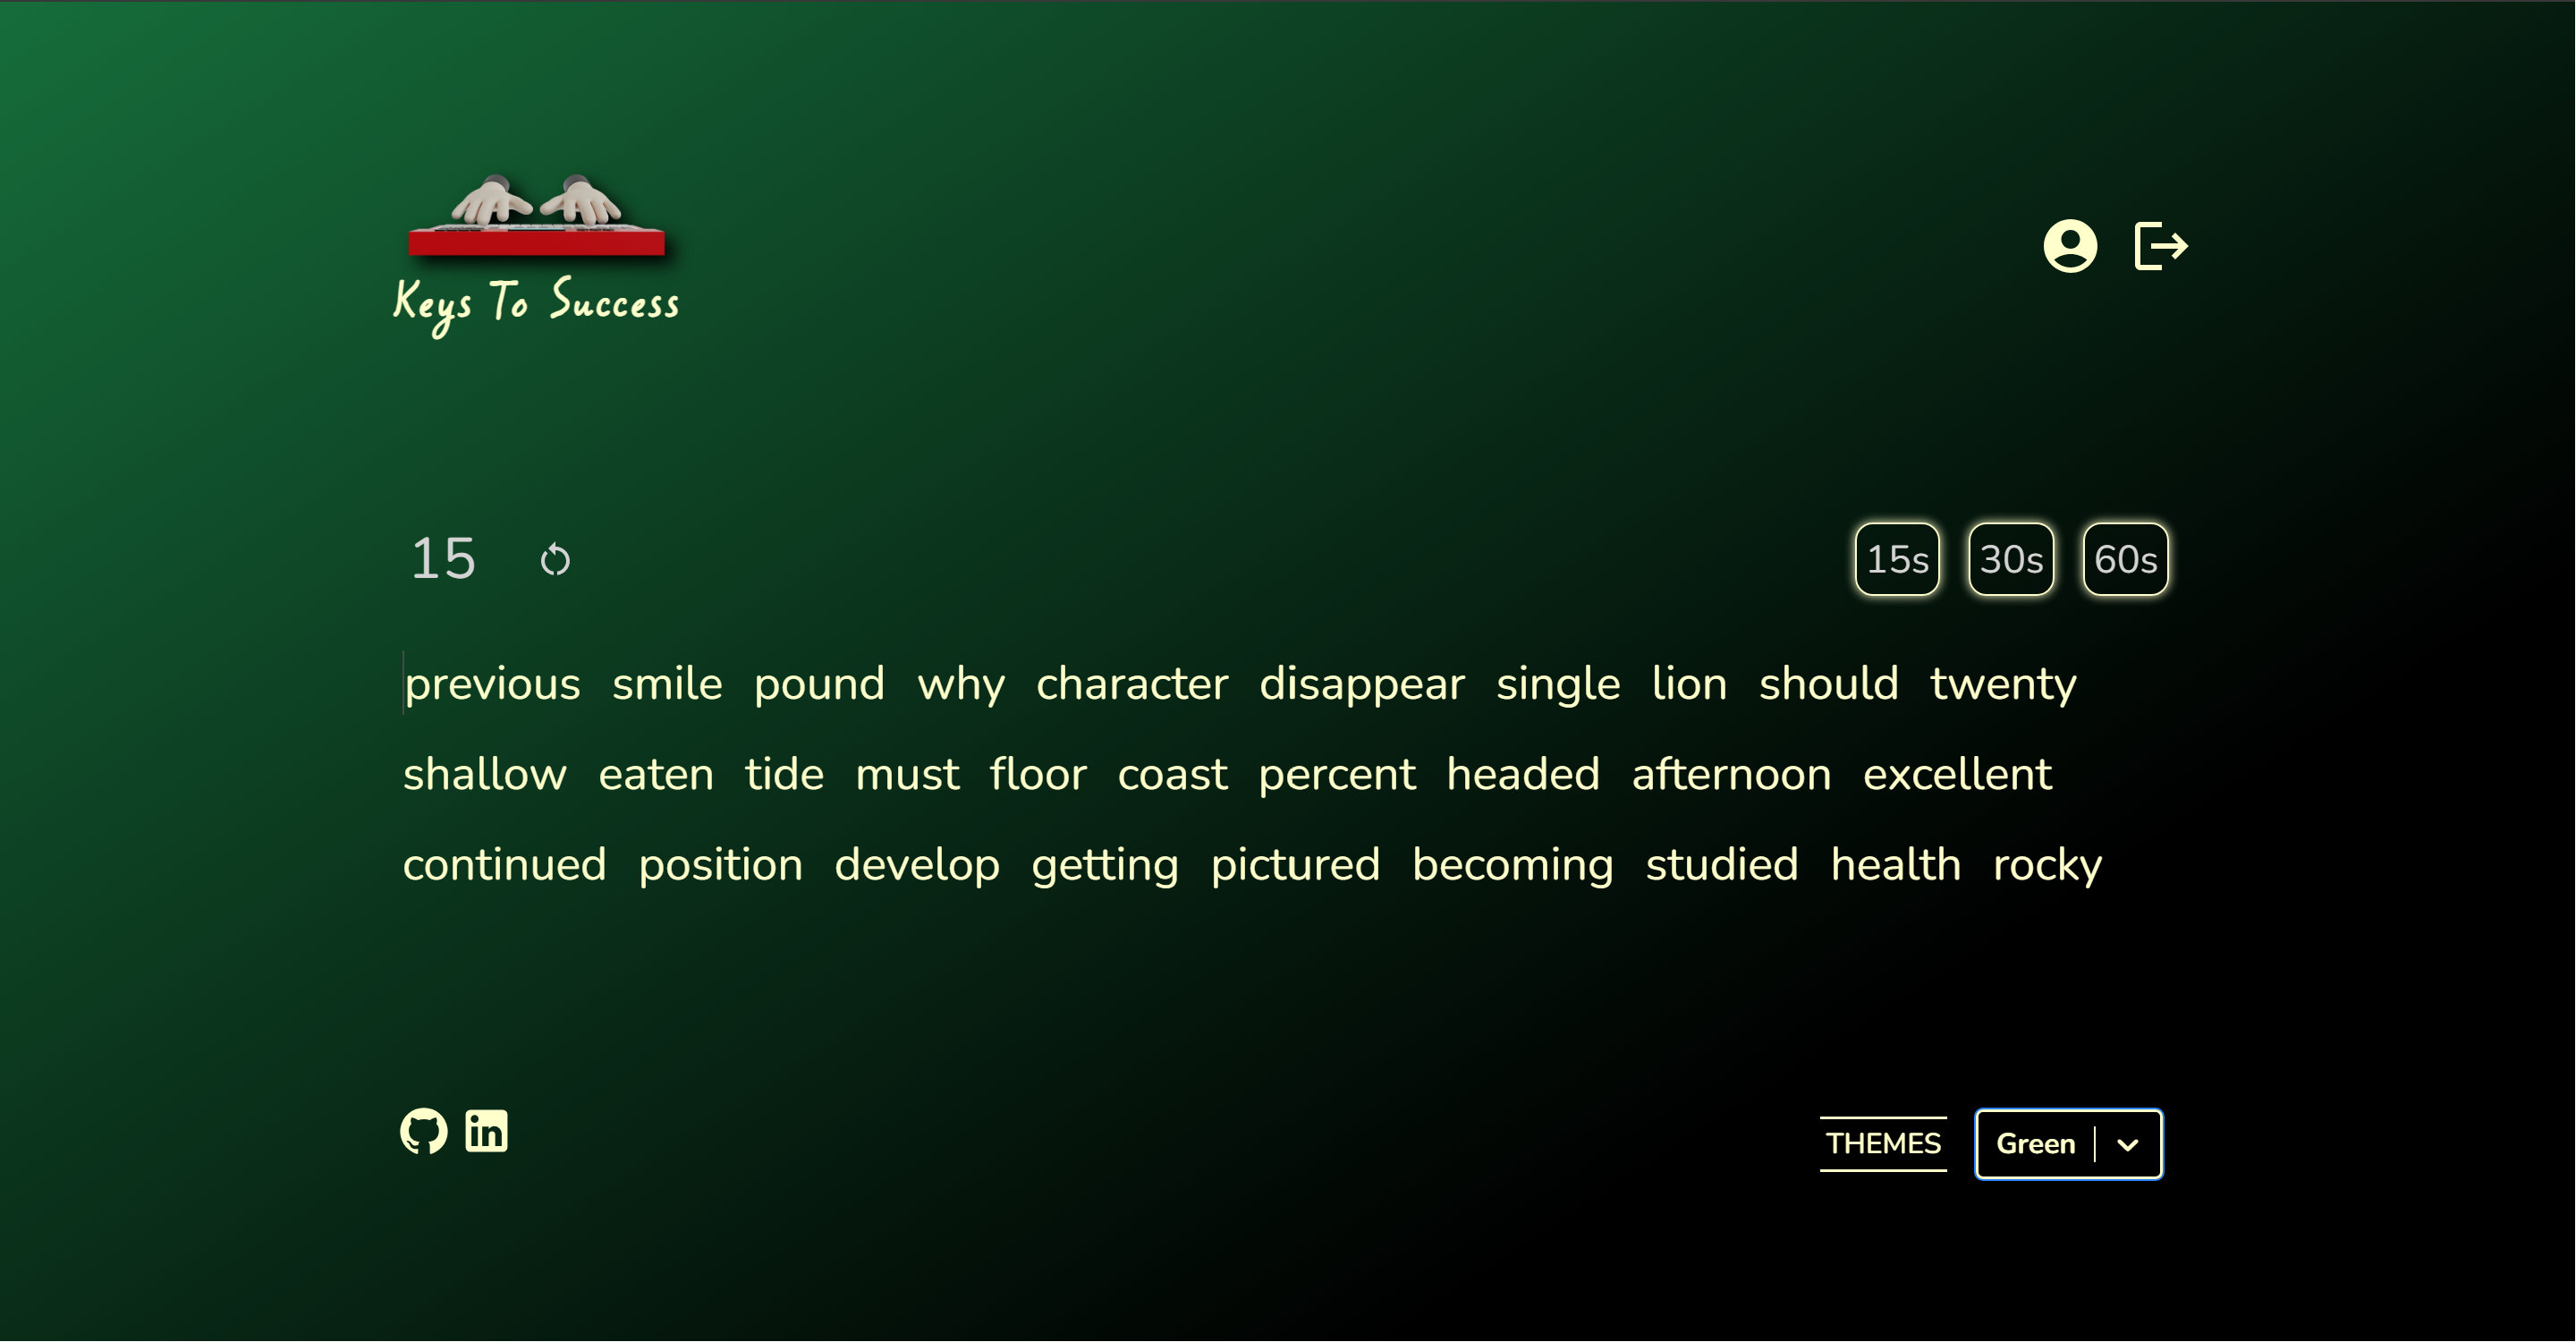 Keys To Success
15
15s 30s 60s
previous smile pound why character disappear single lion should twenty
shallow eaten tide must floor coast percent headed afternoon excellent
continued position develop getting pictured becoming studied health rocky
in
THEMES
Green